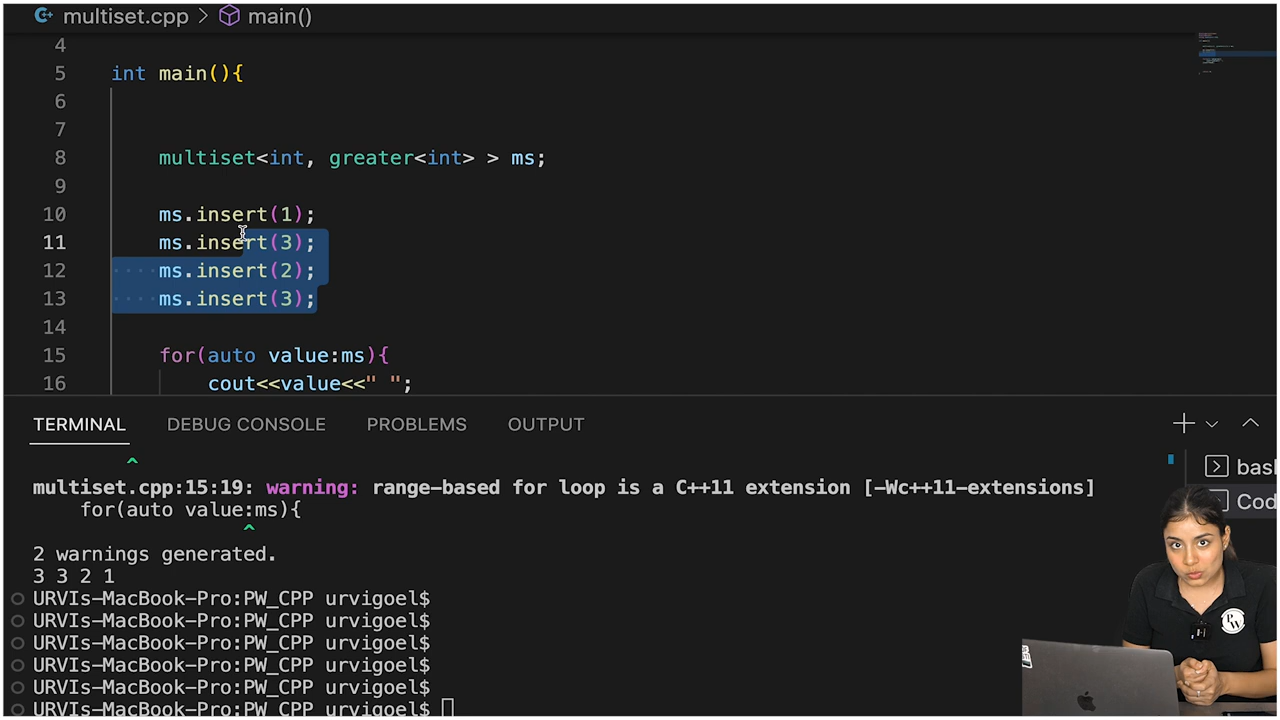 multiset.cpp > main()
4
5 int main(){
6
7
8 multiset<int, greater<int> > ms;
9
10 ms.insert(1);
11 ms.insert(3);
12 ms.insert(2);
13 ms.insert(3);
14
15 for(auto value:ms){
16 cout<<value<<" ";
TERMINAL DEBUG CONSOLE PROBLEMS OUTPUT
^
multiset.cpp:15:19: warning: range-based for loop is a C++11 extension [-Wc++11-extensions]
for(auto value:ms){
^
2 warnings generated.
3 3 2 1
URVIs-MacBook-Pro:PW_CPP urvigoel$
URVIs-MacBook-Pro:PW_CPP urvigoel$
URVIs-MacBook-Pro:PW_CPP urvigoel$
URVIs-MacBook-Pro:PW_CPP urvigoel$
URVIs-MacBook-Pro:PW_CPP urvigoel$
URVIs-MacBook-Pro:PW_CPP urvigoel$
bas
Cod
PW